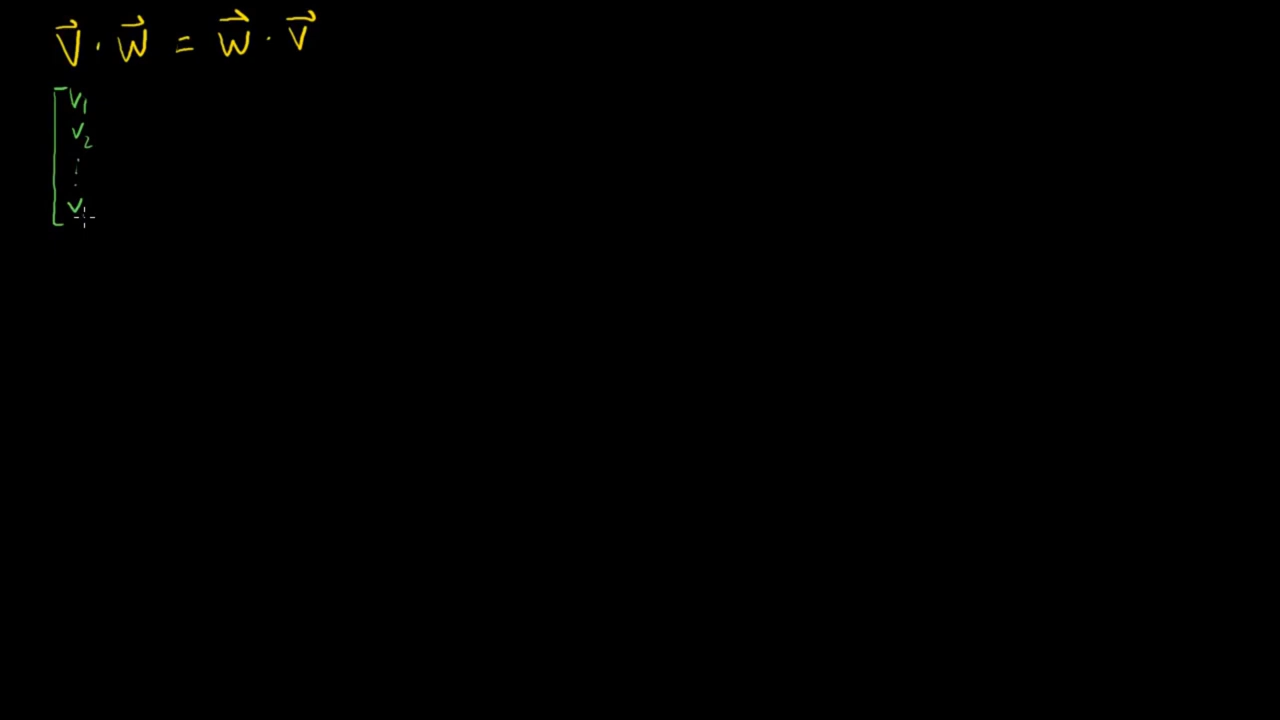 v⃗ · w⃗ = w⃗ · v⃗
[v₁
v₂
⋮
v